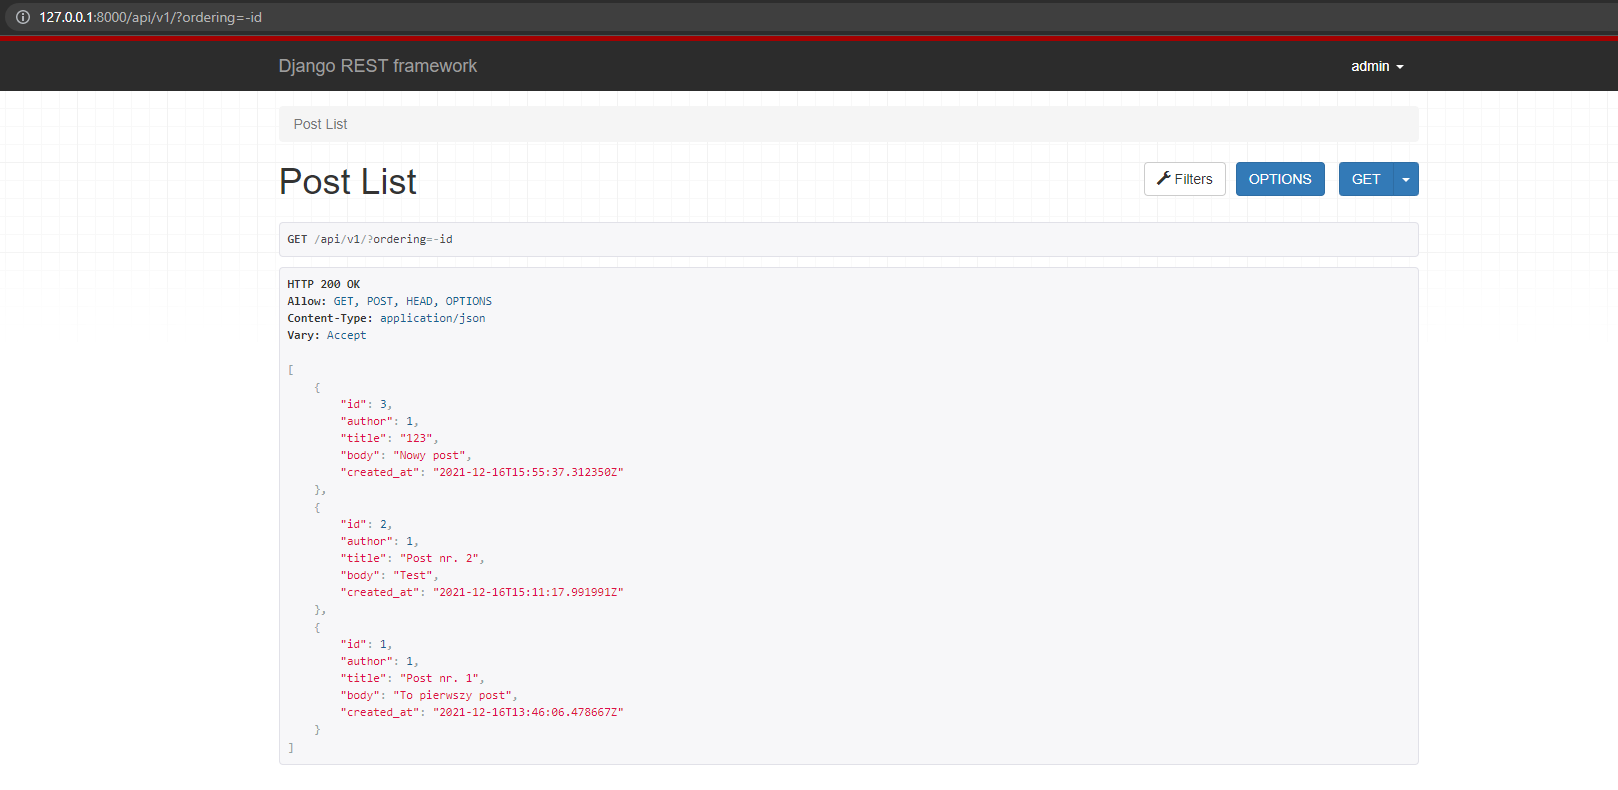 127.0.0.1:8000/api/v1/?ordering=-id
Django REST framework
admin
Post List
Post List
Filters
OPTIONS
GET
GET /api/v1/?ordering=-id
HTTP 200 OK
Allow: GET, POST, HEAD, OPTIONS
Content-Type: application/json
Vary: Accept
[
    {
        "id": 3,
        "author": 1,
        "title": "123",
        "body": "Nowy post",
        "created_at": "2021-12-16T15:55:37.312350Z"
    },
    {
        "id": 2,
        "author": 1,
        "title": "Post nr. 2",
        "body": "Test",
        "created_at": "2021-12-16T15:11:17.991991Z"
    },
    {
        "id": 1,
        "author": 1,
        "title": "Post nr. 1",
        "body": "To pierwszy post",
        "created_at": "2021-12-16T13:46:06.478667Z"
    }
]